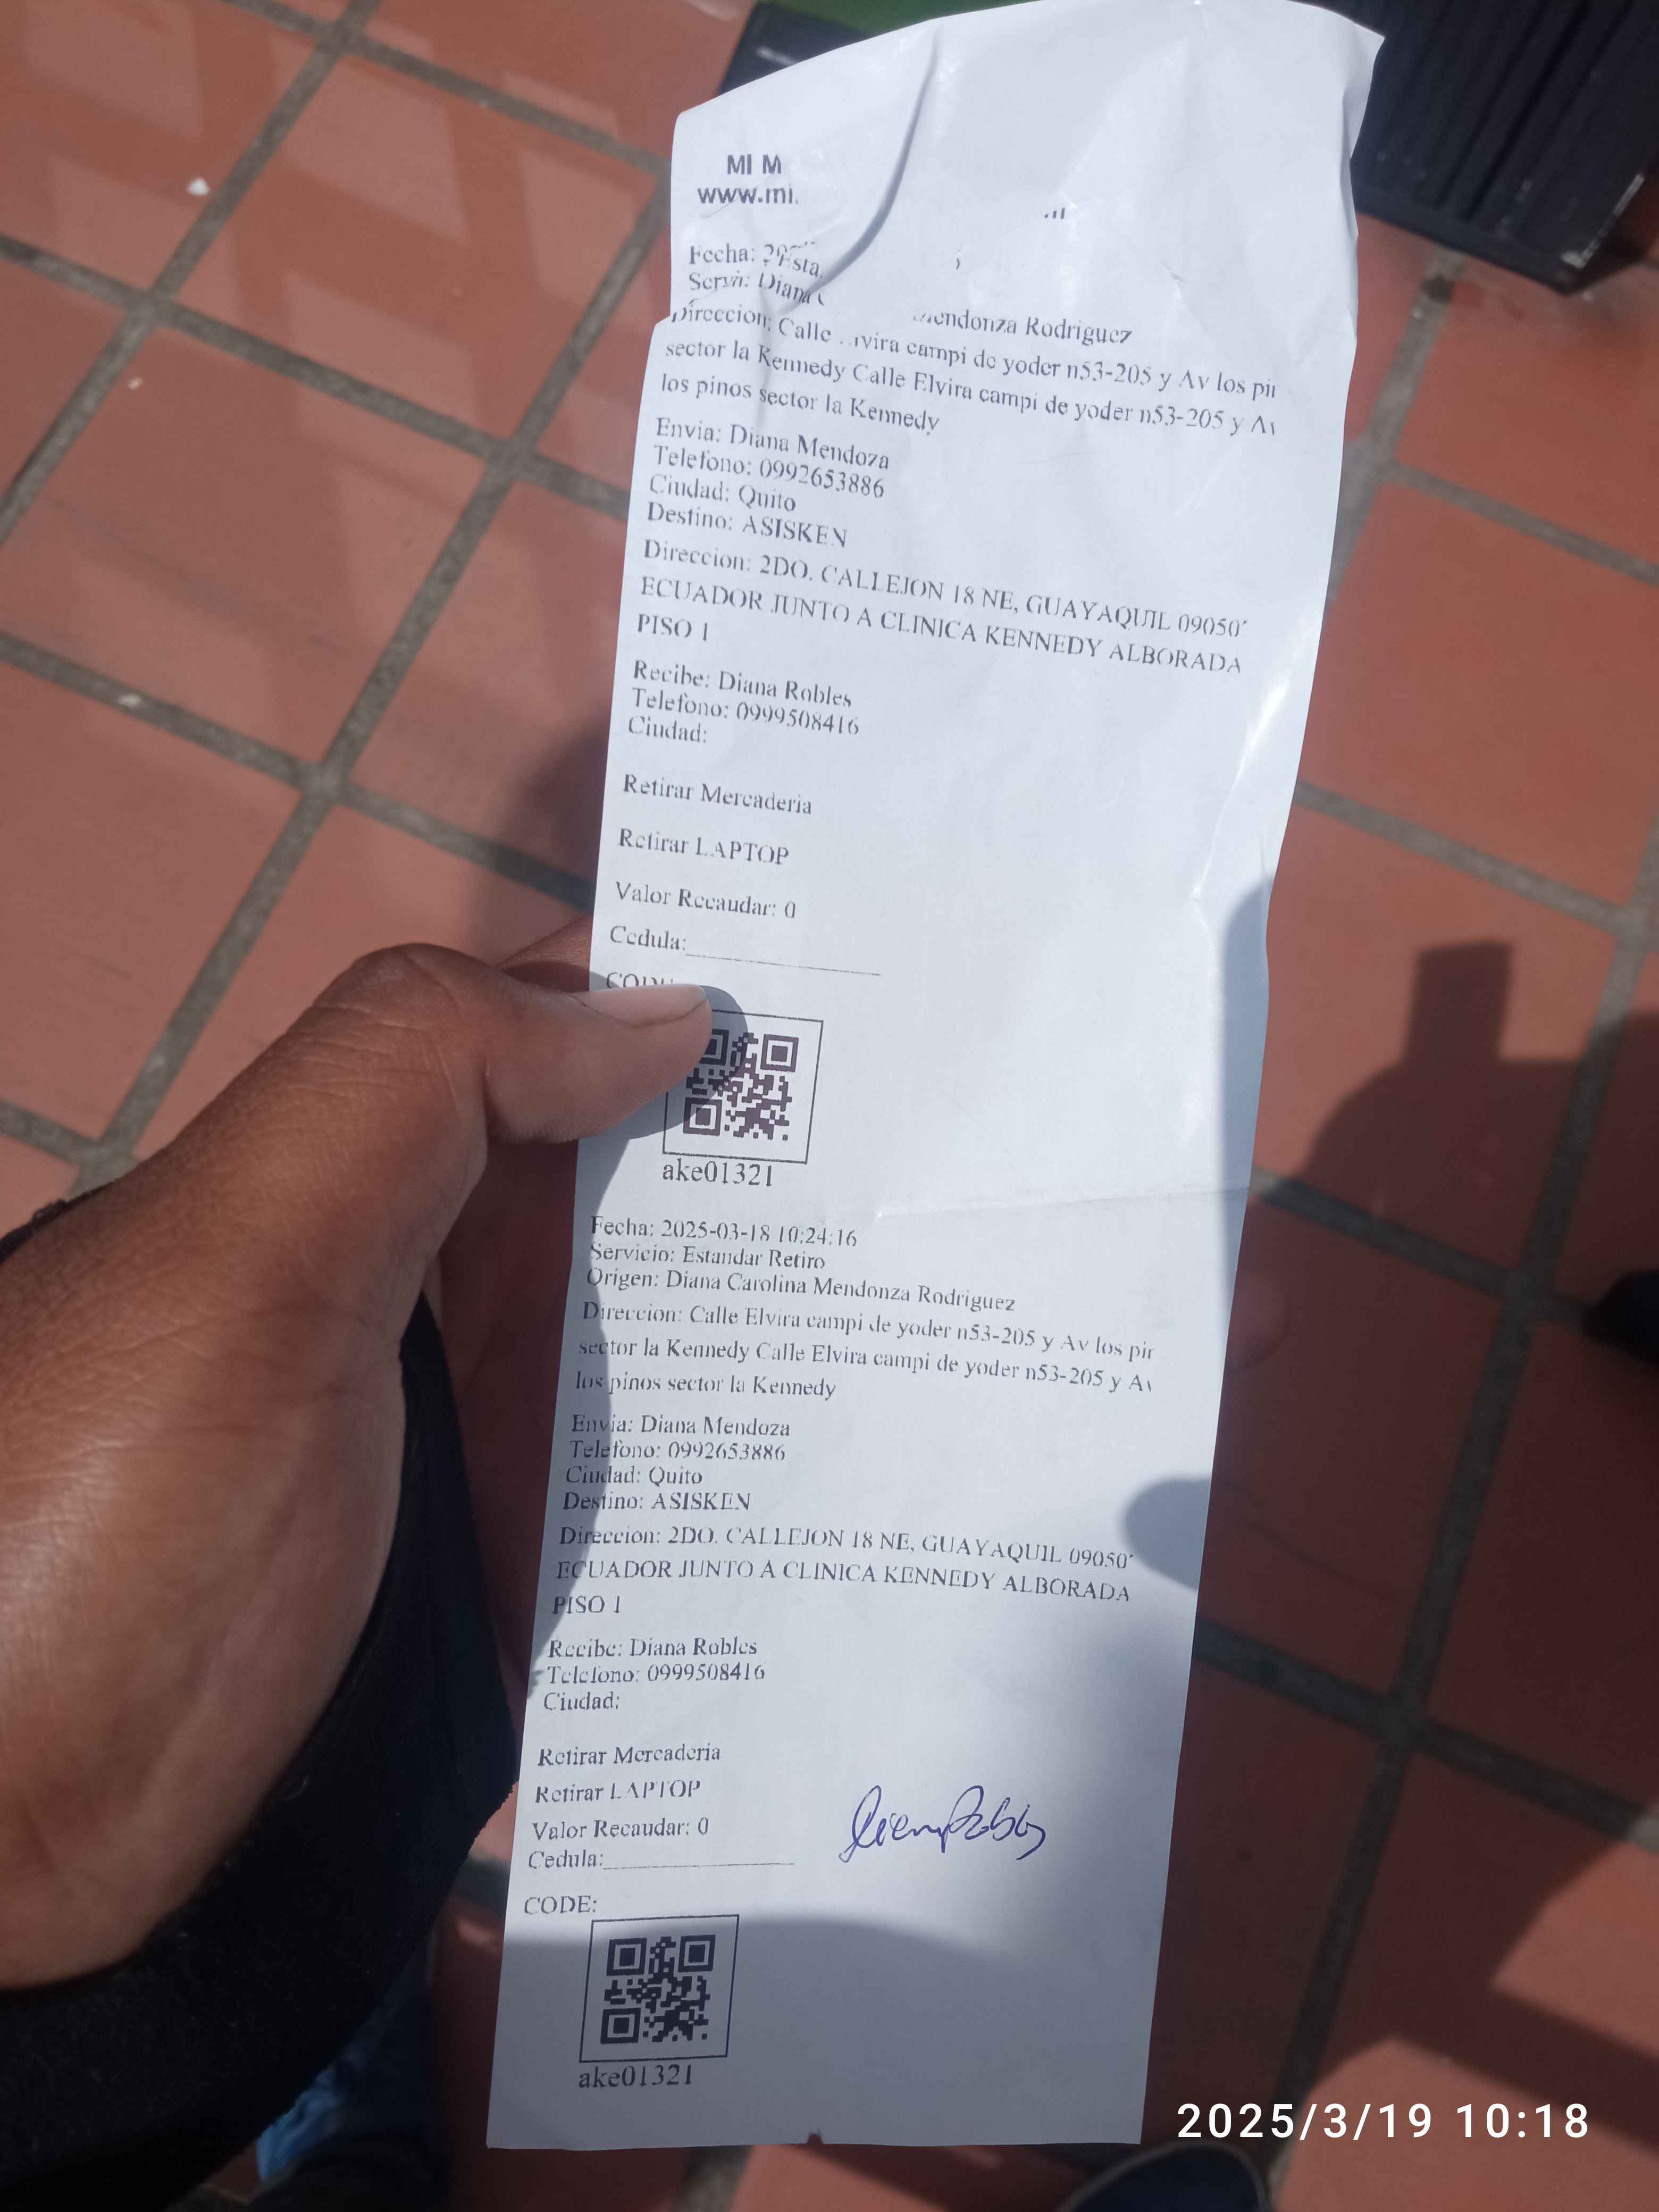 MI M
www.mi.
Fecha:
Diana Mendonza Rodriguez
Direccion: Calle campi de yoder n53-205 y Av los pin
sector la Kennedy Calle Elvira campi de yoder n53-205 y Av
los pinos sector la Kennedy
Envia: Diana Mendoza
Telefono: 0992653886
Ciudad: Quito
Destino: ASISKEN
Direccion: 2DO. CALLEJON 18 NE, GUAYAQUIL 09050
ECUADOR JUNTO A CLINICA KENNEDY ALBORADA
PISO 1
Recibe: Diana Robles
Telefono: 0999508416
Ciudad:
Retirar Mercaderia
Retirar LAPTOP
Valor Recaudar: 0
Cedula:
ake01321
Fecha: 2025-03-18 10:24:16
Servicio: Estandar Retiro
Origen: Diana Carolina Mendonza Rodriguez
Direccion: Calle Elvira campi de yoder n53-205 y Av los pin
sector la Kennedy Calle Elvira campi de yoder n53-205 y Av
los pinos sector la Kennedy
Envia: Diana Mendoza
Telefono: 0992653886
Ciudad: Quito
Destino: ASISKEN
Direccion: 2DO. CALLEJON 18 NE, GUAYAQUIL 09050
ECUADOR JUNTO A CLINICA KENNEDY ALBORADA
PISO 1
Recibe: Diana Robles
Telefono: 0999508416
Ciudad:
Retirar Mercaderia
Retirar LAPTOP
Valor Recaudar: 0
Cedula:
CODE:
ake01321
2025/3/19 10:18